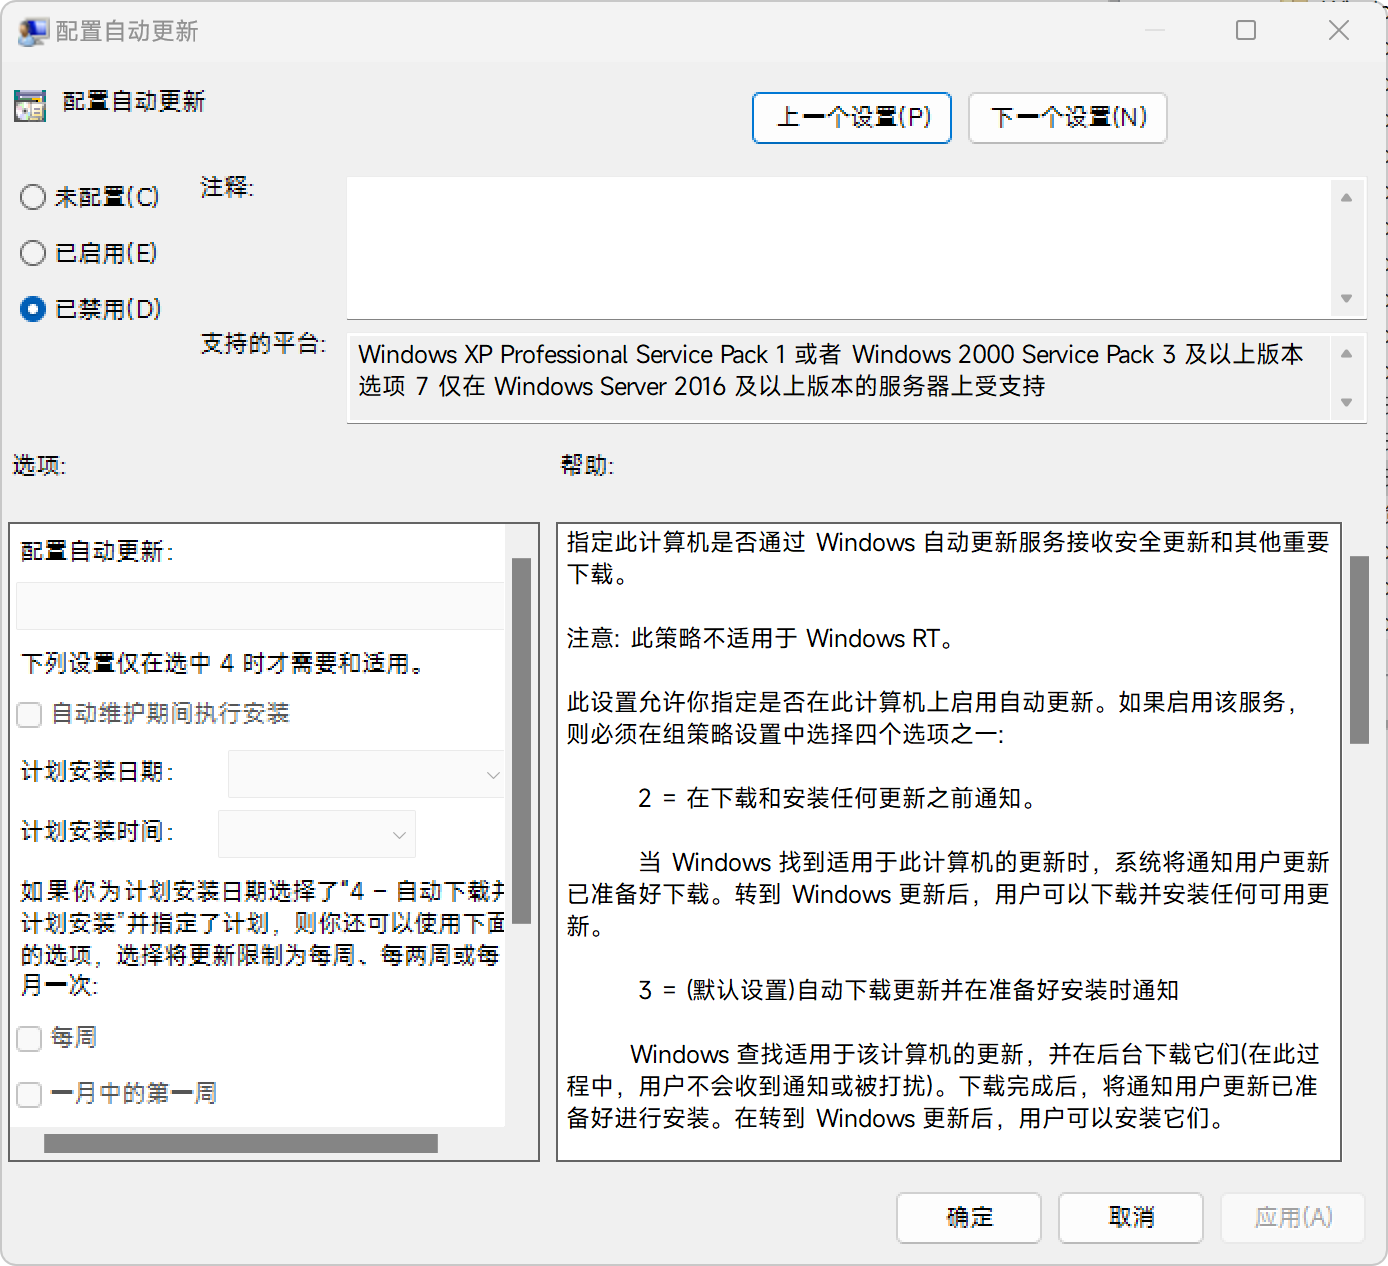 配置自动更新
配置自动更新
上一个设置(P)
下一个设置(N)
未配置(C)
已启用(E)
已禁用(D)
注释:
支持的平台:
Windows XP Professional Service Pack 1 或者 Windows 2000 Service Pack 3 及以上版本
选项 7 仅在 Windows Server 2016 及以上版本的服务器上受支持
选项:
帮助:
配置自动更新:
下列设置仅在选中 4 时才需要和适用。
自动维护期间执行安装
计划安装日期:
计划安装时间:
如果你为计划安装日期选择了"4 - 自动下载并
计划安装"并指定了计划，则你还可以使用下面
的选项，选择将更新限制为每周、每两周或每
月一次:
每周
一月中的第一周
指定此计算机是否通过 Windows 自动更新服务接收安全更新和其他重要
下载。
注意: 此策略不适用于 Windows RT。
此设置允许你指定是否在此计算机上启用自动更新。如果启用该服务，
则必须在组策略设置中选择四个选项之一:
2 = 在下载和安装任何更新之前通知。
当 Windows 找到适用于此计算机的更新时，系统将通知用户更新
已准备好下载。转到 Windows 更新后，用户可以下载并安装任何可用更
新。
3 = (默认设置)自动下载更新并在准备好安装时通知
Windows 查找适用于该计算机的更新，并在后台下载它们(在此过
程中，用户不会收到通知或被打扰)。下载完成后，将通知用户更新已准
备好进行安装。在转到 Windows 更新后，用户可以安装它们。
确定
取消
应用(A)